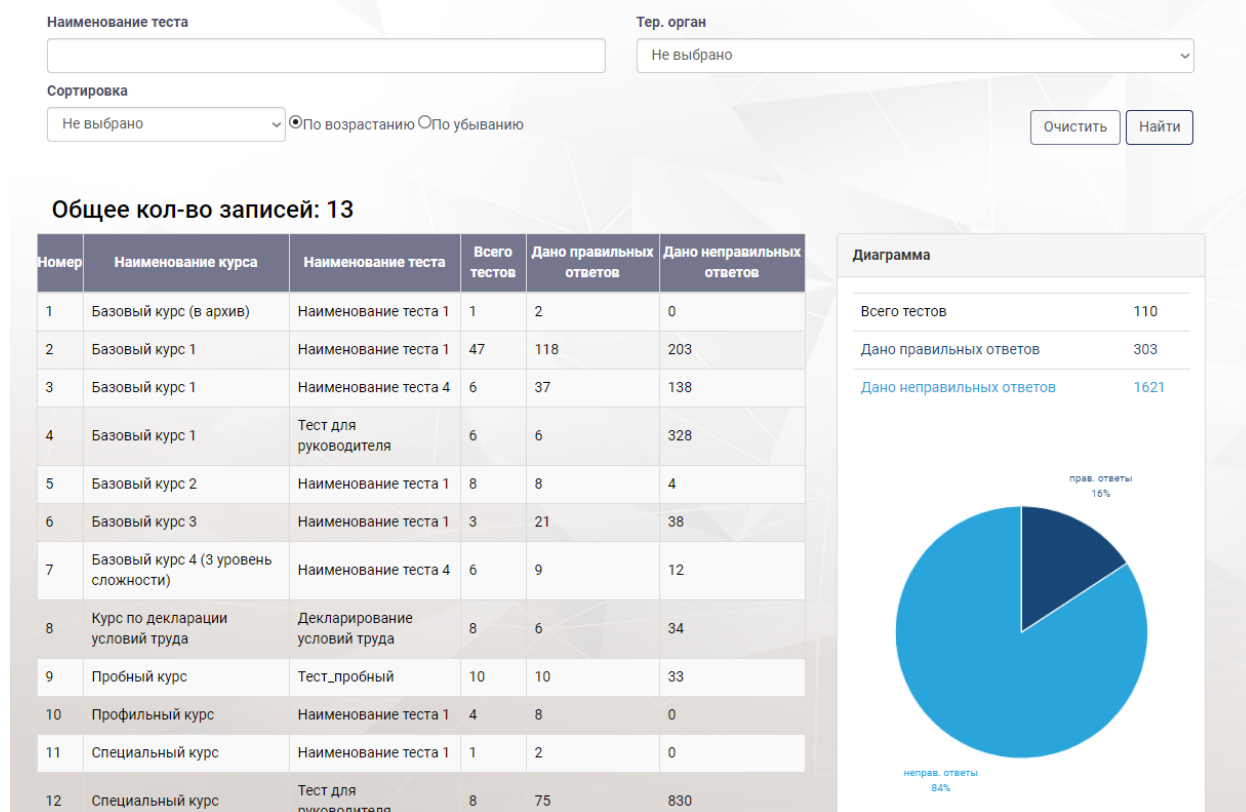 Наименование теста
Тер. орган
Не выбрано
Сортировка
Не выбрано По возрастанию По убыванию
Очистить Найти
Общее кол-во записей: 13
Номер Наименование курса Наименование теста Всего тестов Дано правильных ответов Дано неправильных ответов
1 Базовый курс (в архив) Наименование теста 1 1 2 0
2 Базовый курс 1 Наименование теста 1 47 118 203
3 Базовый курс 1 Наименование теста 4 6 37 138
4 Базовый курс 1 Тест для руководителя 6 6 328
5 Базовый курс 2 Наименование теста 1 8 8 4
6 Базовый курс 3 Наименование теста 1 3 21 38
7 Базовый курс 4 (3 уровень сложности) Наименование теста 4 6 9 12
8 Курс по декларации условий труда Декларирование условий труда 8 6 34
9 Пробный курс Тест_пробный 10 10 33
10 Профильный курс Наименование теста 1 4 8 0
11 Специальный курс Наименование теста 1 1 2 0
12 Специальный курс Тест для руководителя 8 75 830
Диаграмма
Всего тестов 110
Дано правильных ответов 303
Дано неправильных ответов 1621
прав. ответы
16%
неправ. ответы
84%